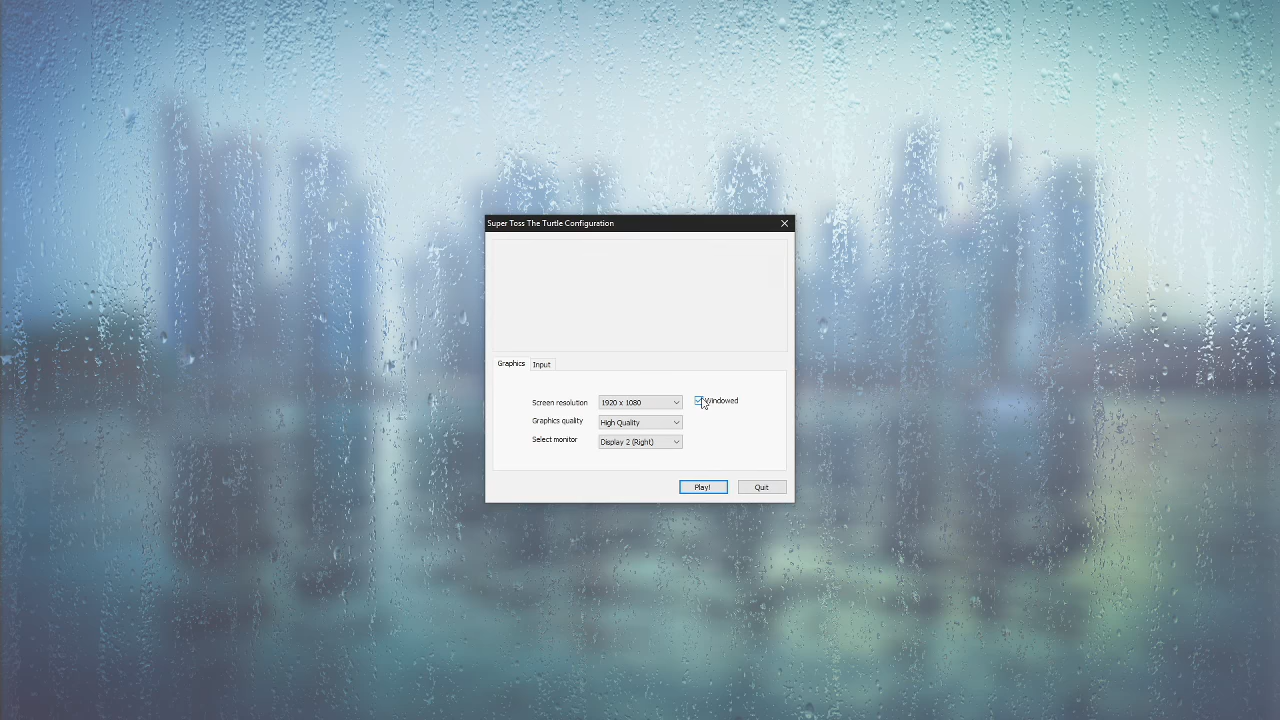 Super Toss The Turtle Configuration
Graphics
Input
Screen resolution
1920 x 1080
Windowed
Graphics quality
High Quality
Select monitor
Display 2 (Right)
Play!
Quit